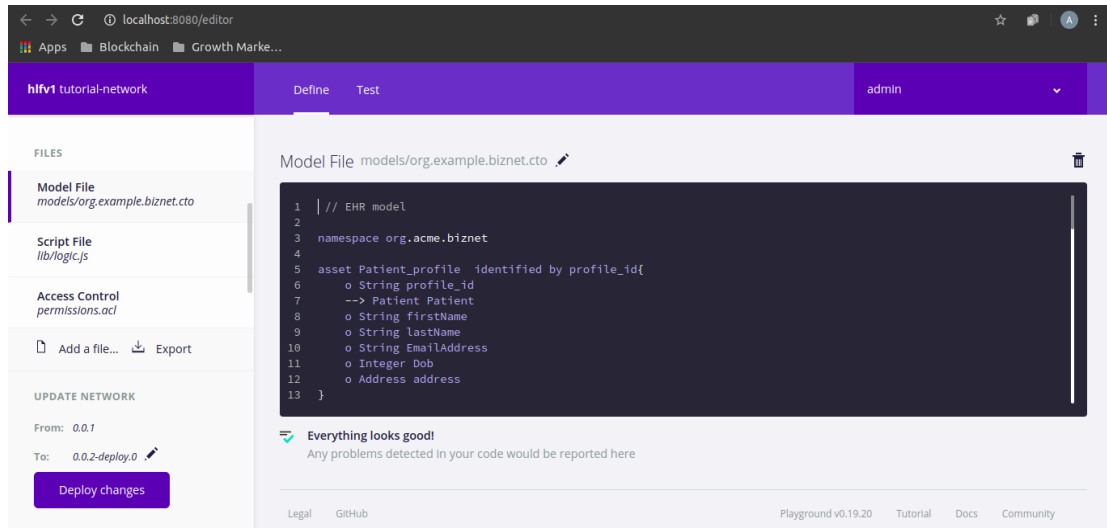 localhost:8080/editor
A
Apps Blockchain Growth Marke...
hlfv1 tutorial-network
Define Test
admin
FILES
Model File
models/org.example.biznet.cto
Script File
lib/logic.js
Access Control
permissions.acl
Add a file... Export
UPDATE NETWORK
From: 0.0.1
To: 0.0.2-deploy.0
Deploy changes
Model File models/org.example.biznet.cto
1 // EHR model
2
3 namespace org.acme.biznet
4
5 asset Patient_profile  identified by profile_id{
6 o String profile_id
7 --> Patient Patient
8 o String firstName
9 o String lastName
10 o String EmailAddress
11 o Integer Dob
12 o Address address
13 }
Everything looks good!
Any problems detected in your code would be reported here
Legal GitHub
Playground v0.19.20 Tutorial Docs Community